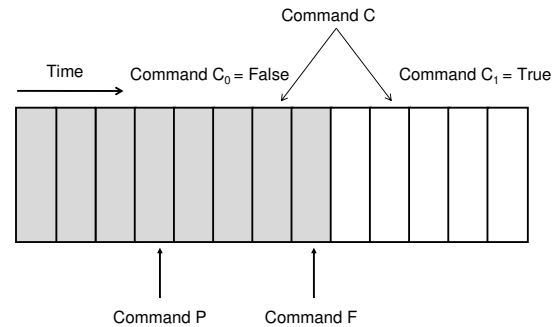 Command C
Time
Command C₀ = False
Command C₁ = True
Command P
Command F